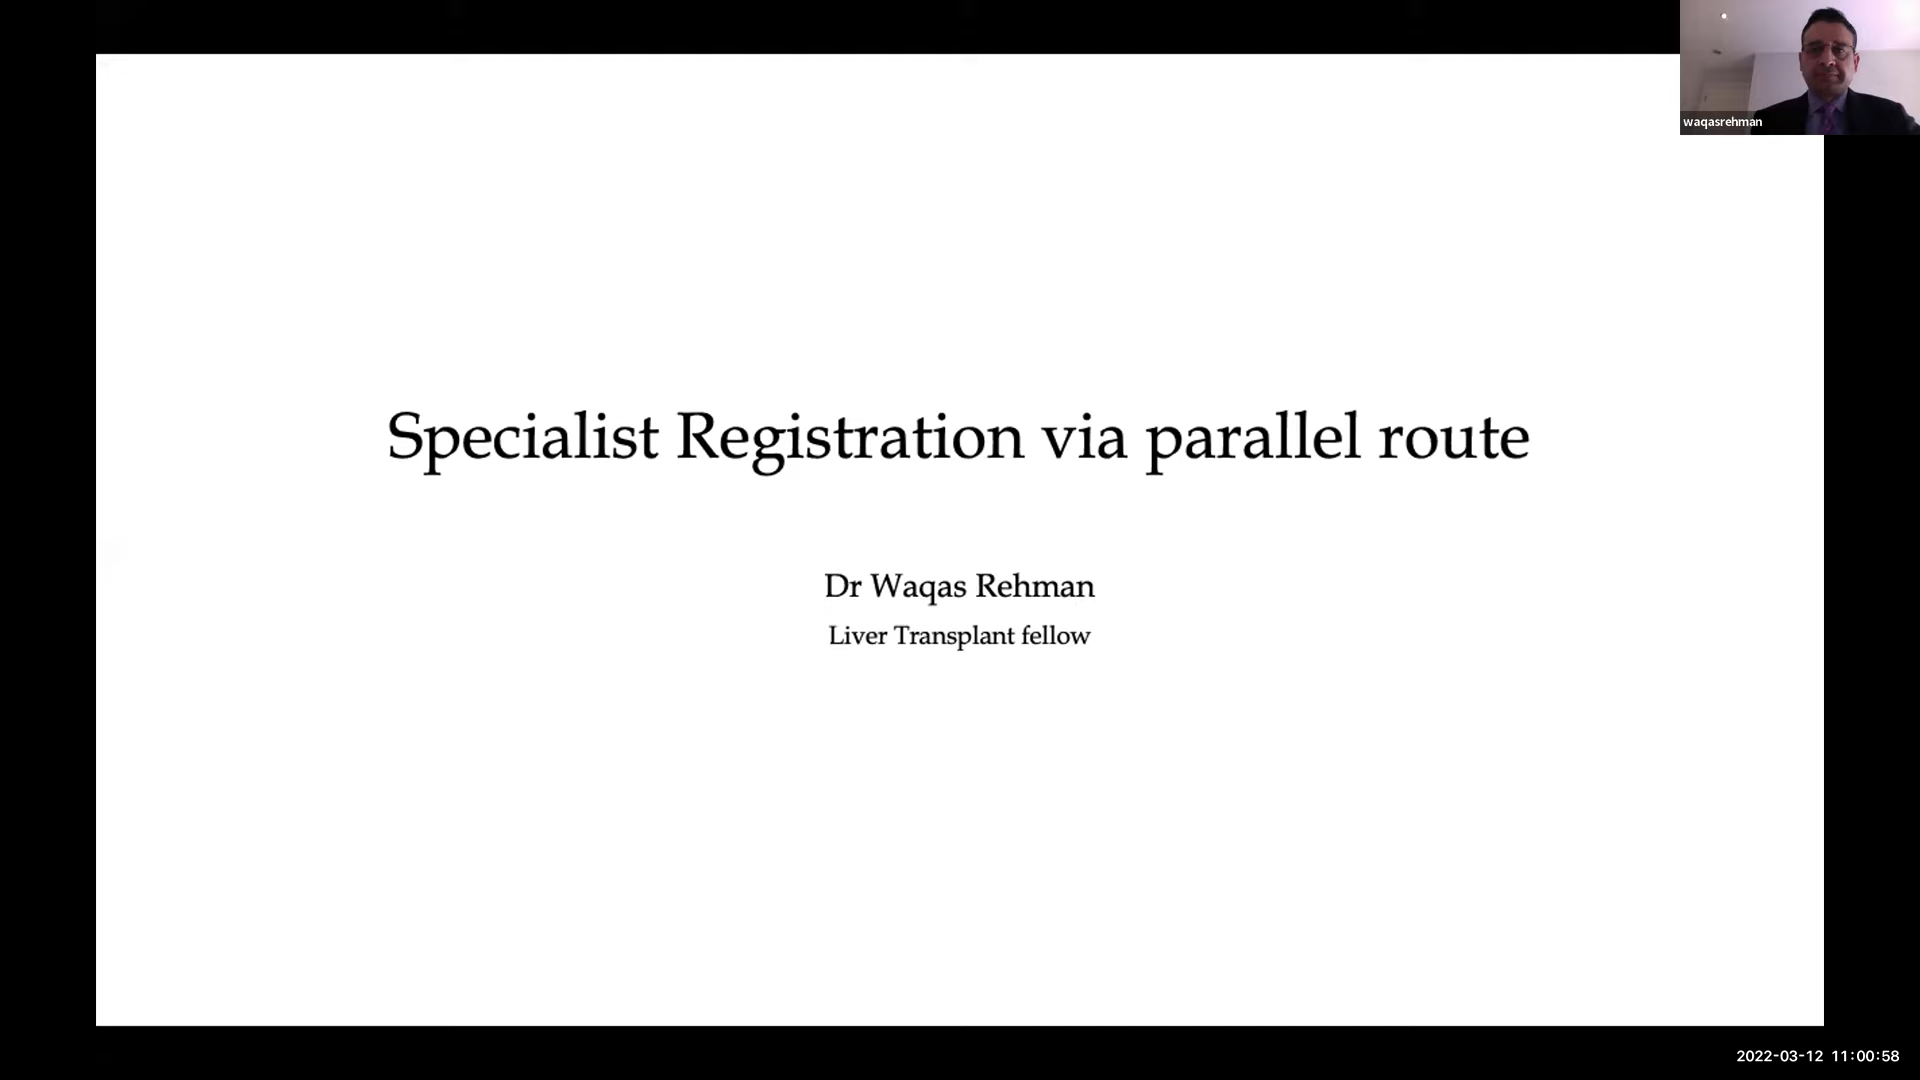 waqasrehman
Specialist Registration via parallel route
Dr Waqas Rehman
Liver Transplant fellow
2022-03-12 11:00:58